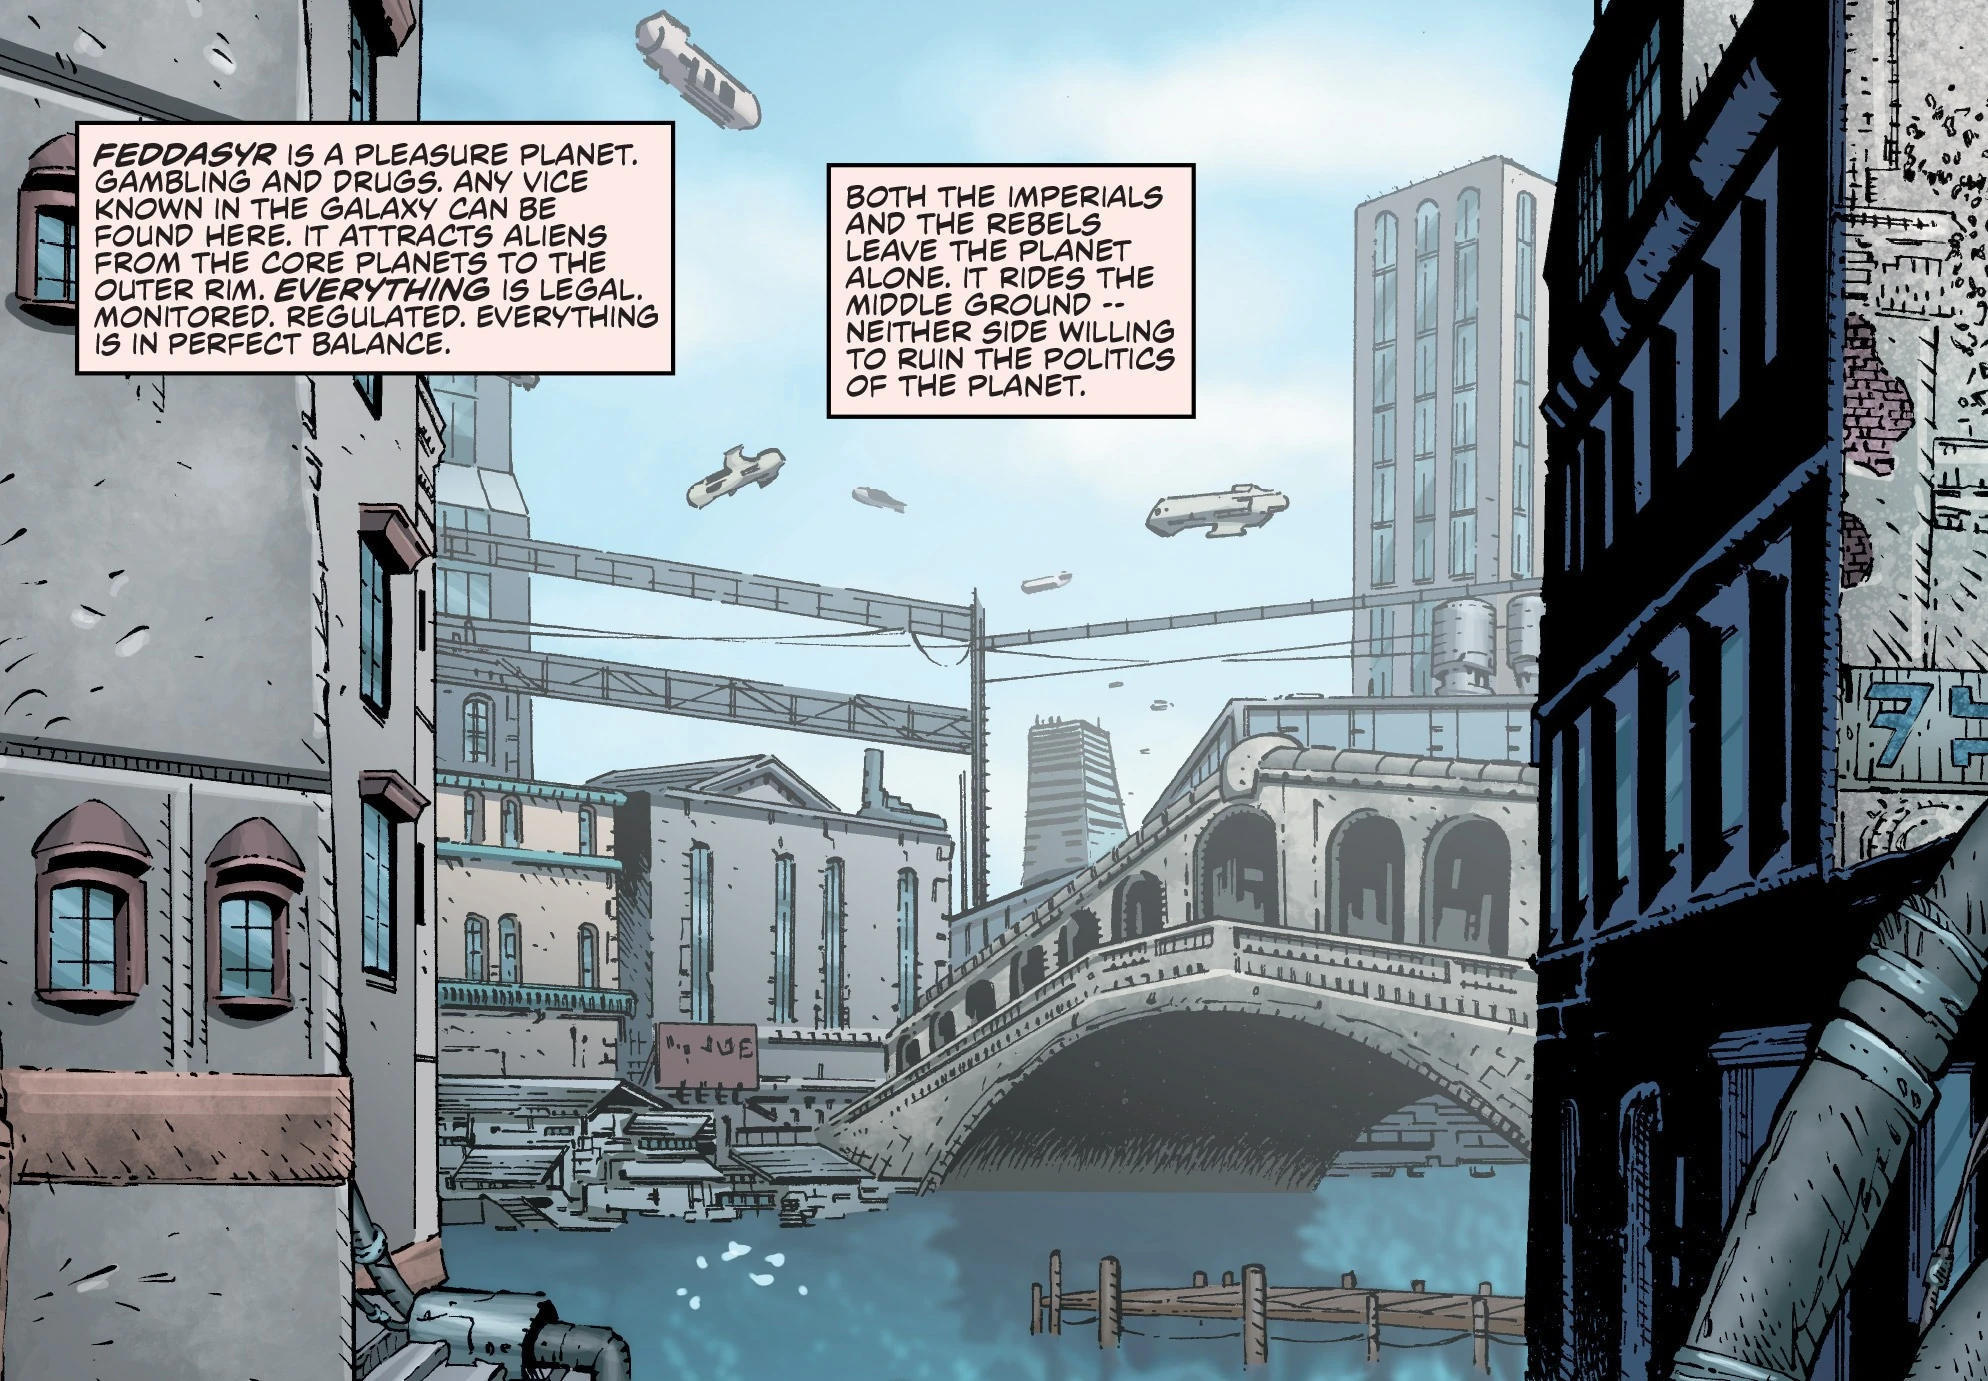 FEDDASYR IS A PLEASURE PLANET.
GAMBLING AND DRUGS. ANY VICE
KNOWN IN THE GALAXY CAN BE
FOUND HERE. IT ATTRACTS ALIENS
FROM THE CORE PLANETS TO THE
OUTER RIM. EVERYTHING IS LEGAL.
MONITORED. REGULATED. EVERYTHING
IS IN PERFECT BALANCE.
BOTH THE IMPERIALS
AND THE REBELS
LEAVE THE PLANET
ALONE. IT RIDES THE
MIDDLE GROUND --
NEITHER SIDE WILLING
TO RUIN THE POLITICS
OF THE PLANET.